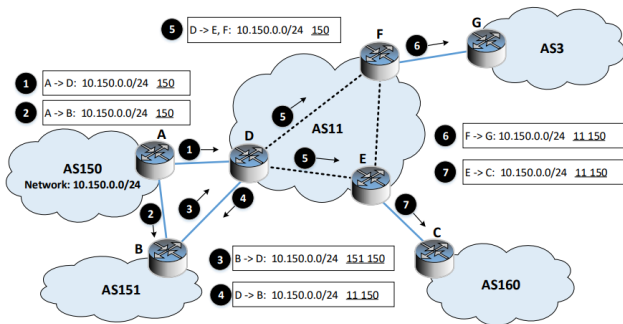 5 D -> E, F: 10.150.0.0/24 150
F
6
G
AS3
1 A -> D: 10.150.0.0/24 150
2 A -> B: 10.150.0.0/24 150
5
AS11
A
1
D
6 F -> G: 10.150.0.0/24 11 150
AS150
Network: 10.150.0.0/24
5
E
7 E -> C: 10.150.0.0/24 11 150
2
3
4
7
B
C
3 B -> D: 10.150.0.0/24 151 150
AS151
4 D -> B: 10.150.0.0/24 11 150
AS160